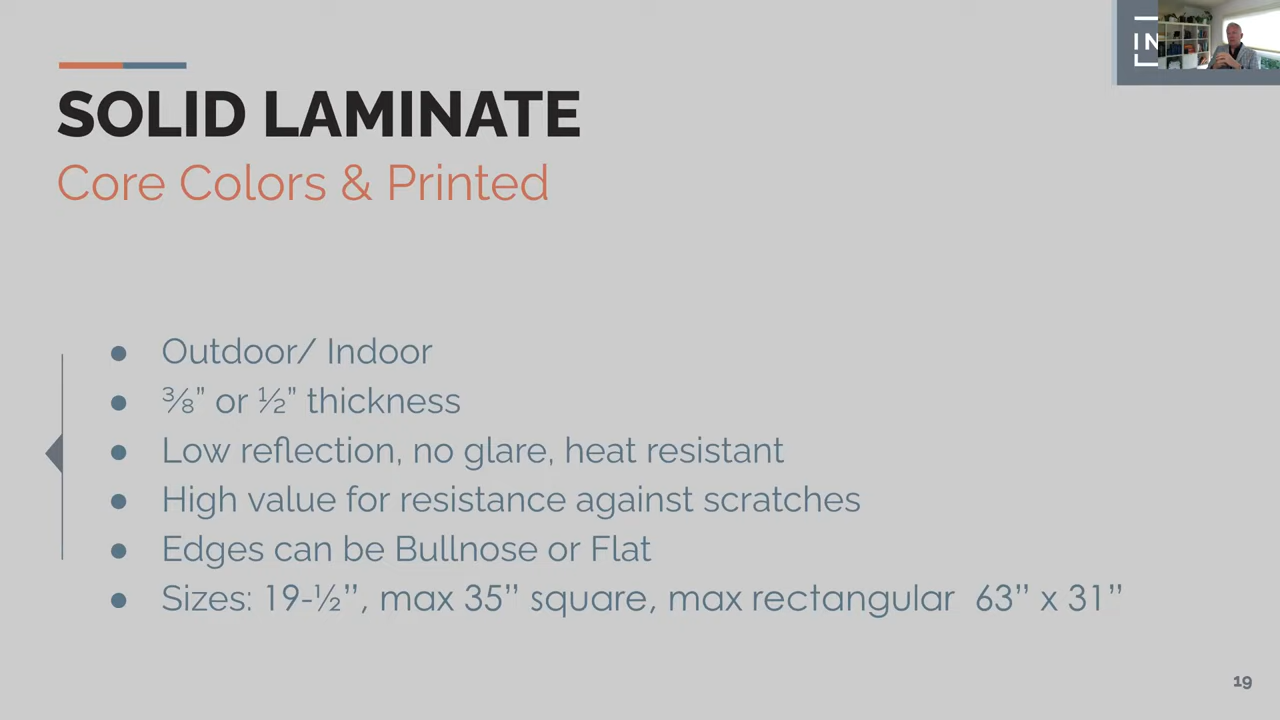 SOLID LAMINATE
Core Colors & Printed
● Outdoor/ Indoor
● ⅜” or ½” thickness
● Low reflection, no glare, heat resistant
● High value for resistance against scratches
● Edges can be Bullnose or Flat
● Sizes: 19-½”, max 35” square, max rectangular 63” x 31”
IN
19